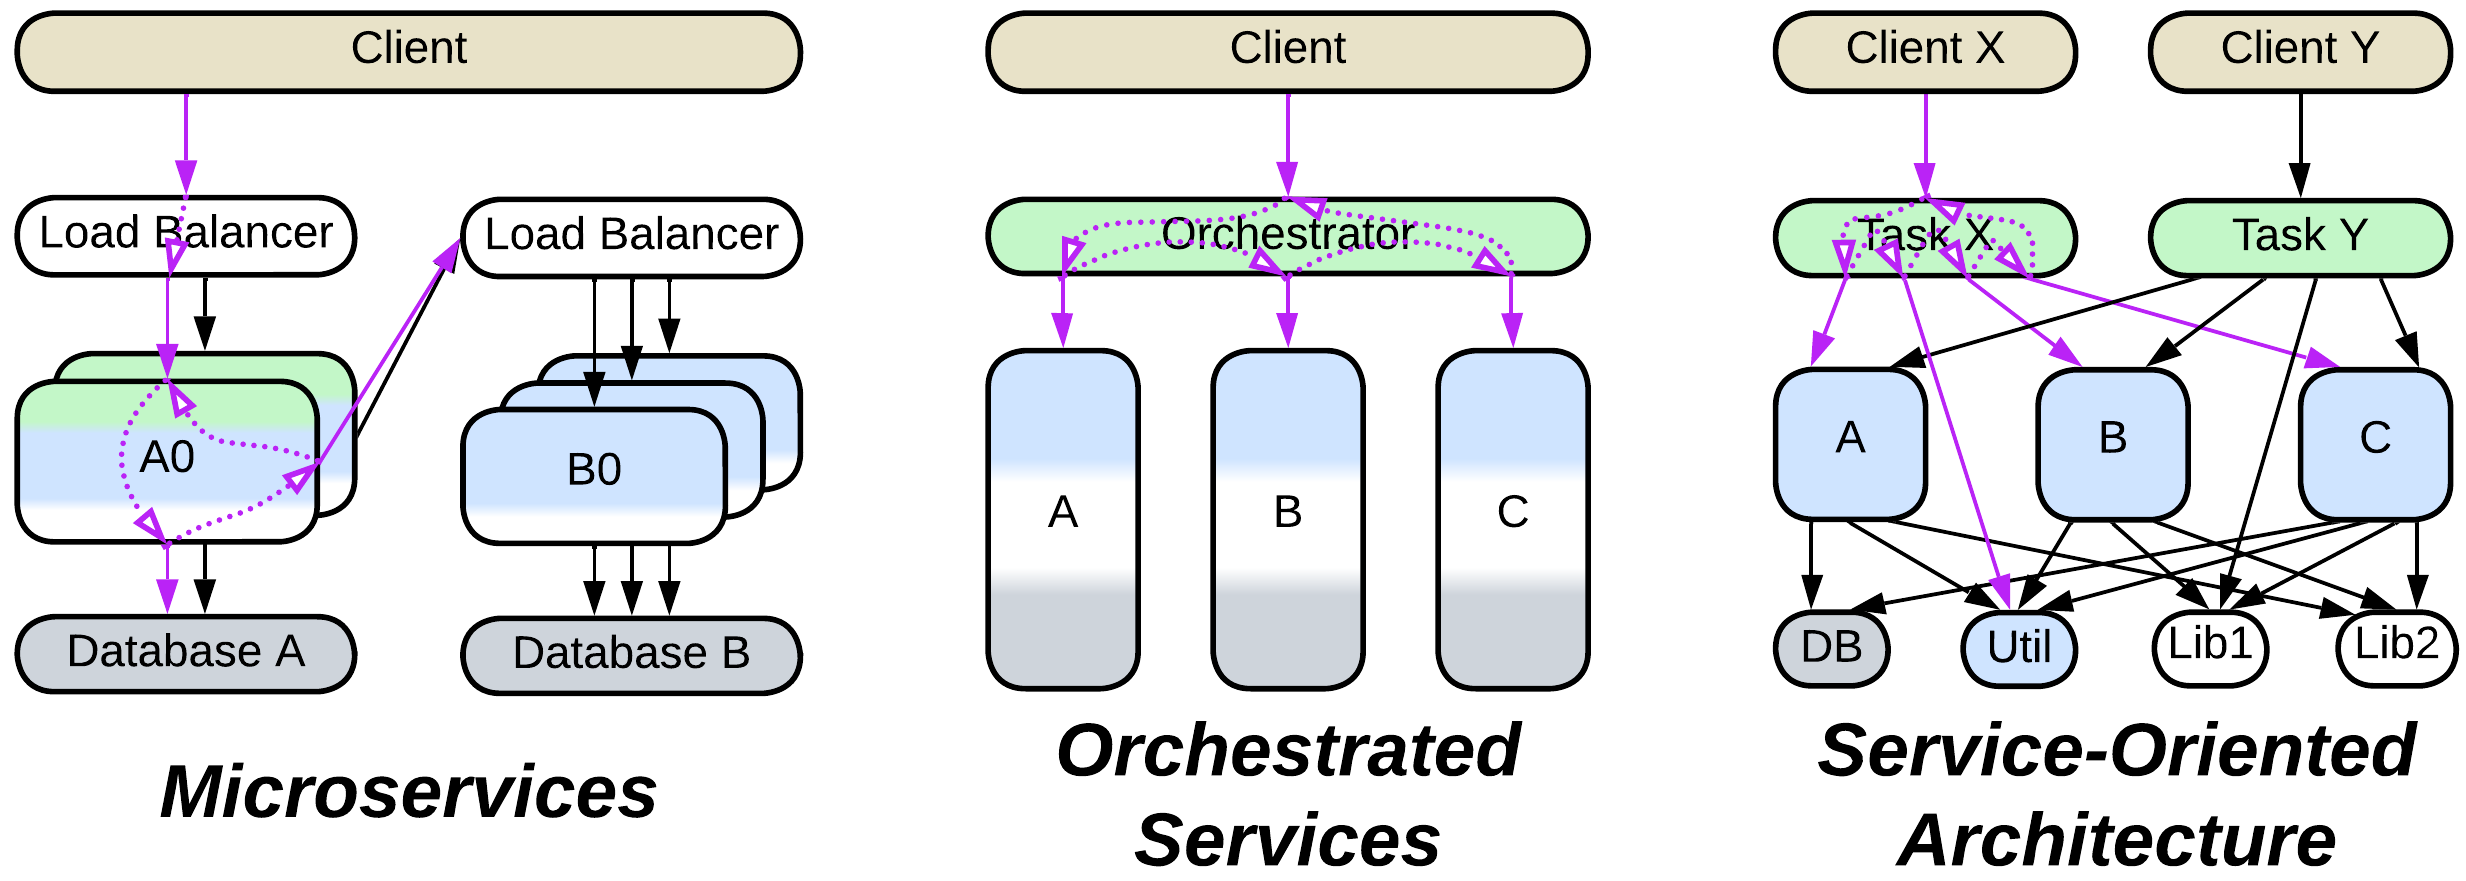 Client
Load Balancer
Load Balancer
A0
B0
Database A
Database B
Microservices
Client
Orchestrator
A
B
C
Orchestrated
Services
Client X
Client Y
Task X
Task Y
A
B
C
DB
Util
Lib1
Lib2
Service-Oriented
Architecture